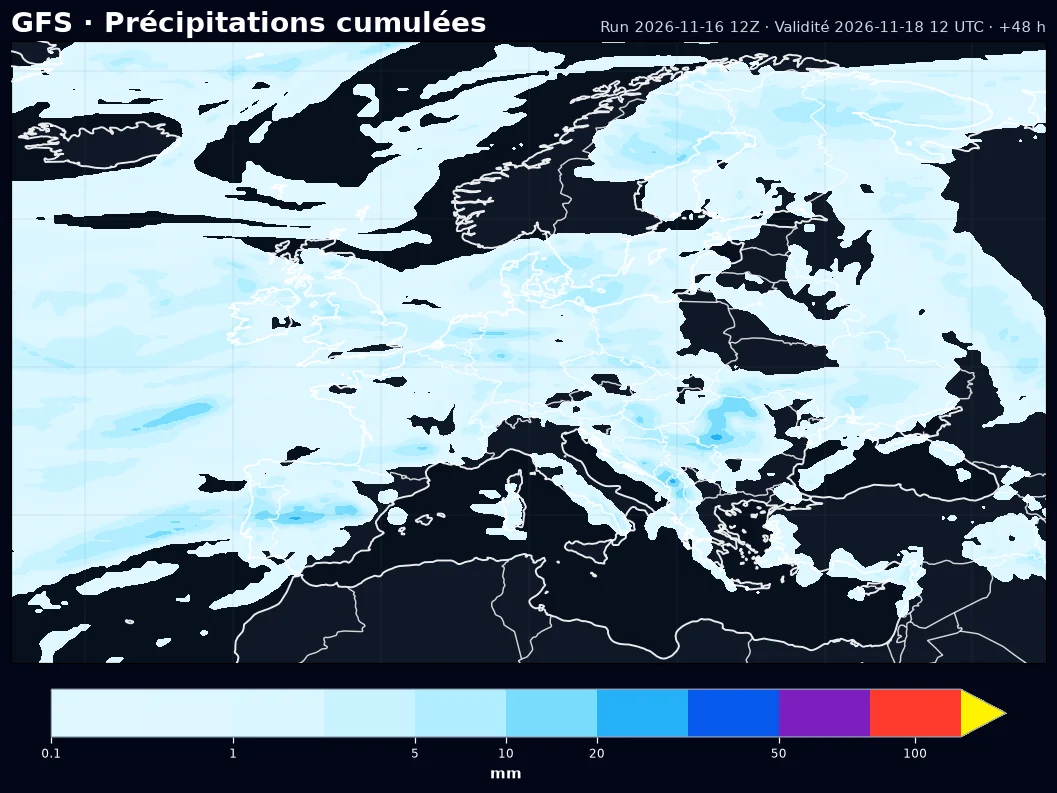 GFS · Précipitations cumulées
Run 2026-11-16 12Z · Validité 2026-11-18 12 UTC · +48 h
0.1 1 5 10 20 50 100
mm